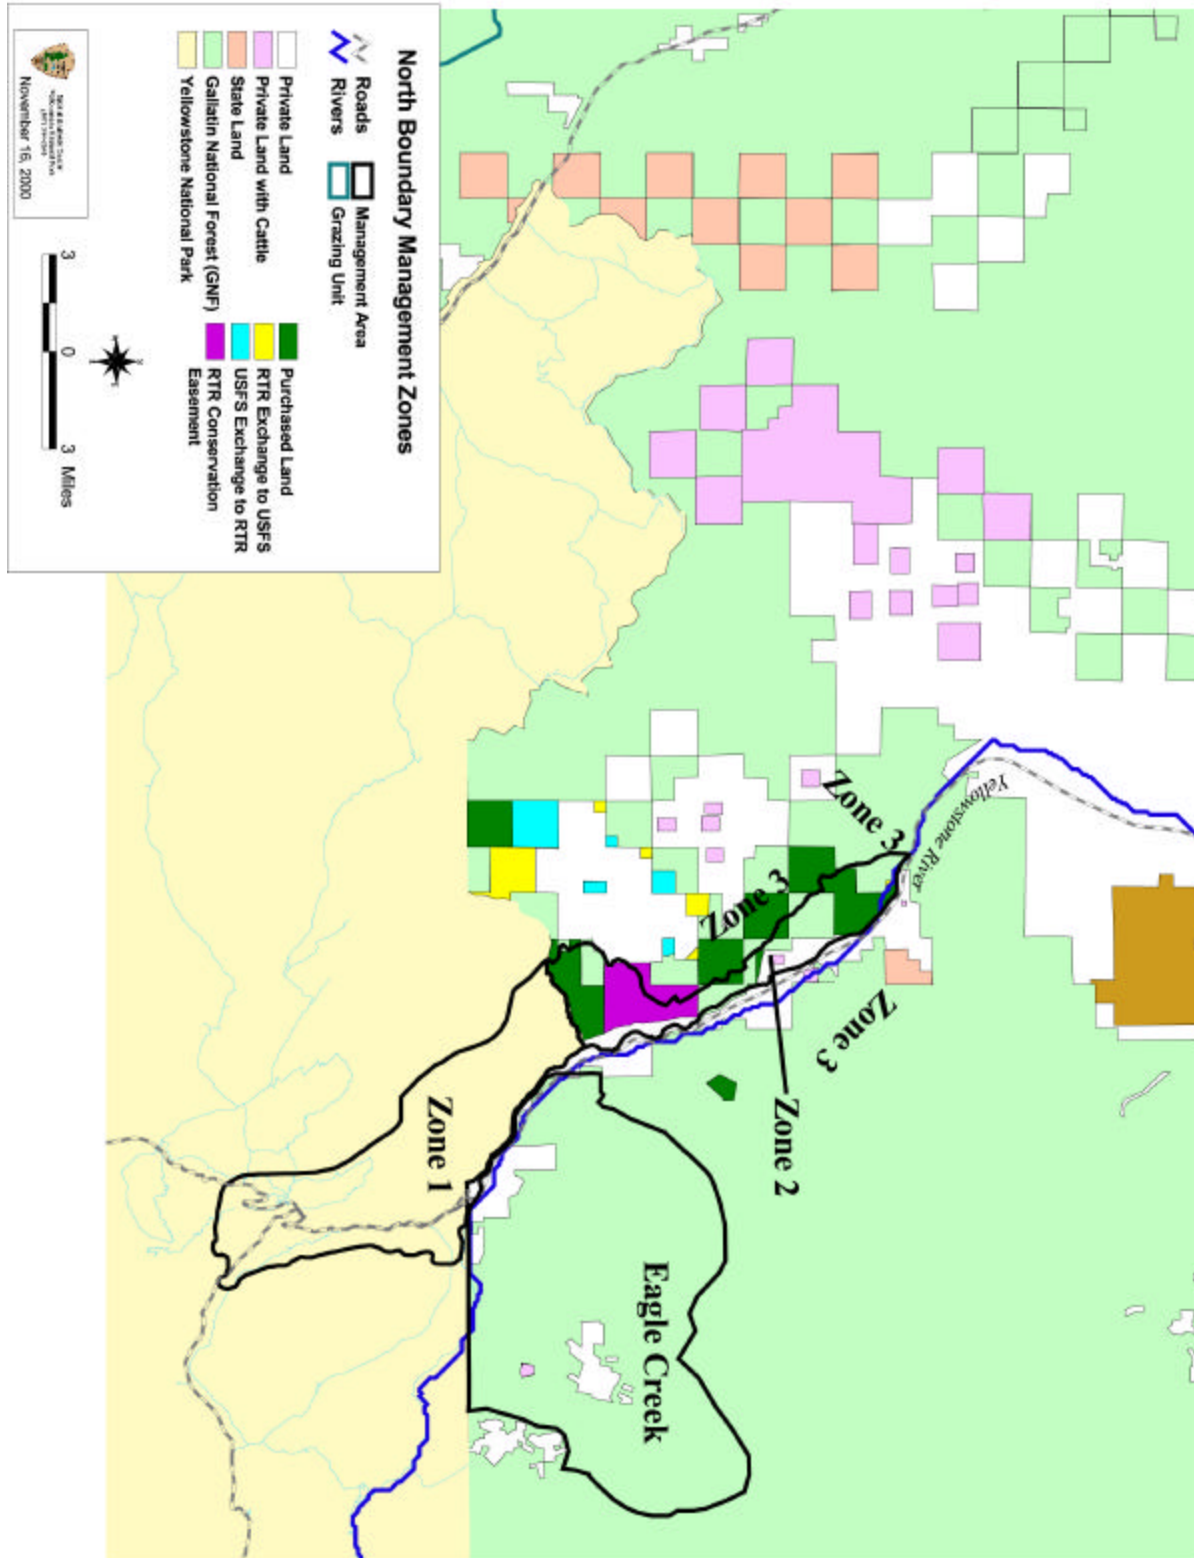 North Boundary Management Zones
Roads
Management Area
Rivers
Grazing Unit
Private Land
Purchased Land
Private Land with Cattle
RTR Exchange to USFS
State Land
USFS Exchange to RTR
Gallatin National Forest (GNF)
RTR Conservation
Easement
Yellowstone National Park
3 0 3 Miles
November 16, 2000
Yellowstone River
Zone 3
Zone 3
Zone 3
Zone 2
Zone 1
Eagle Creek